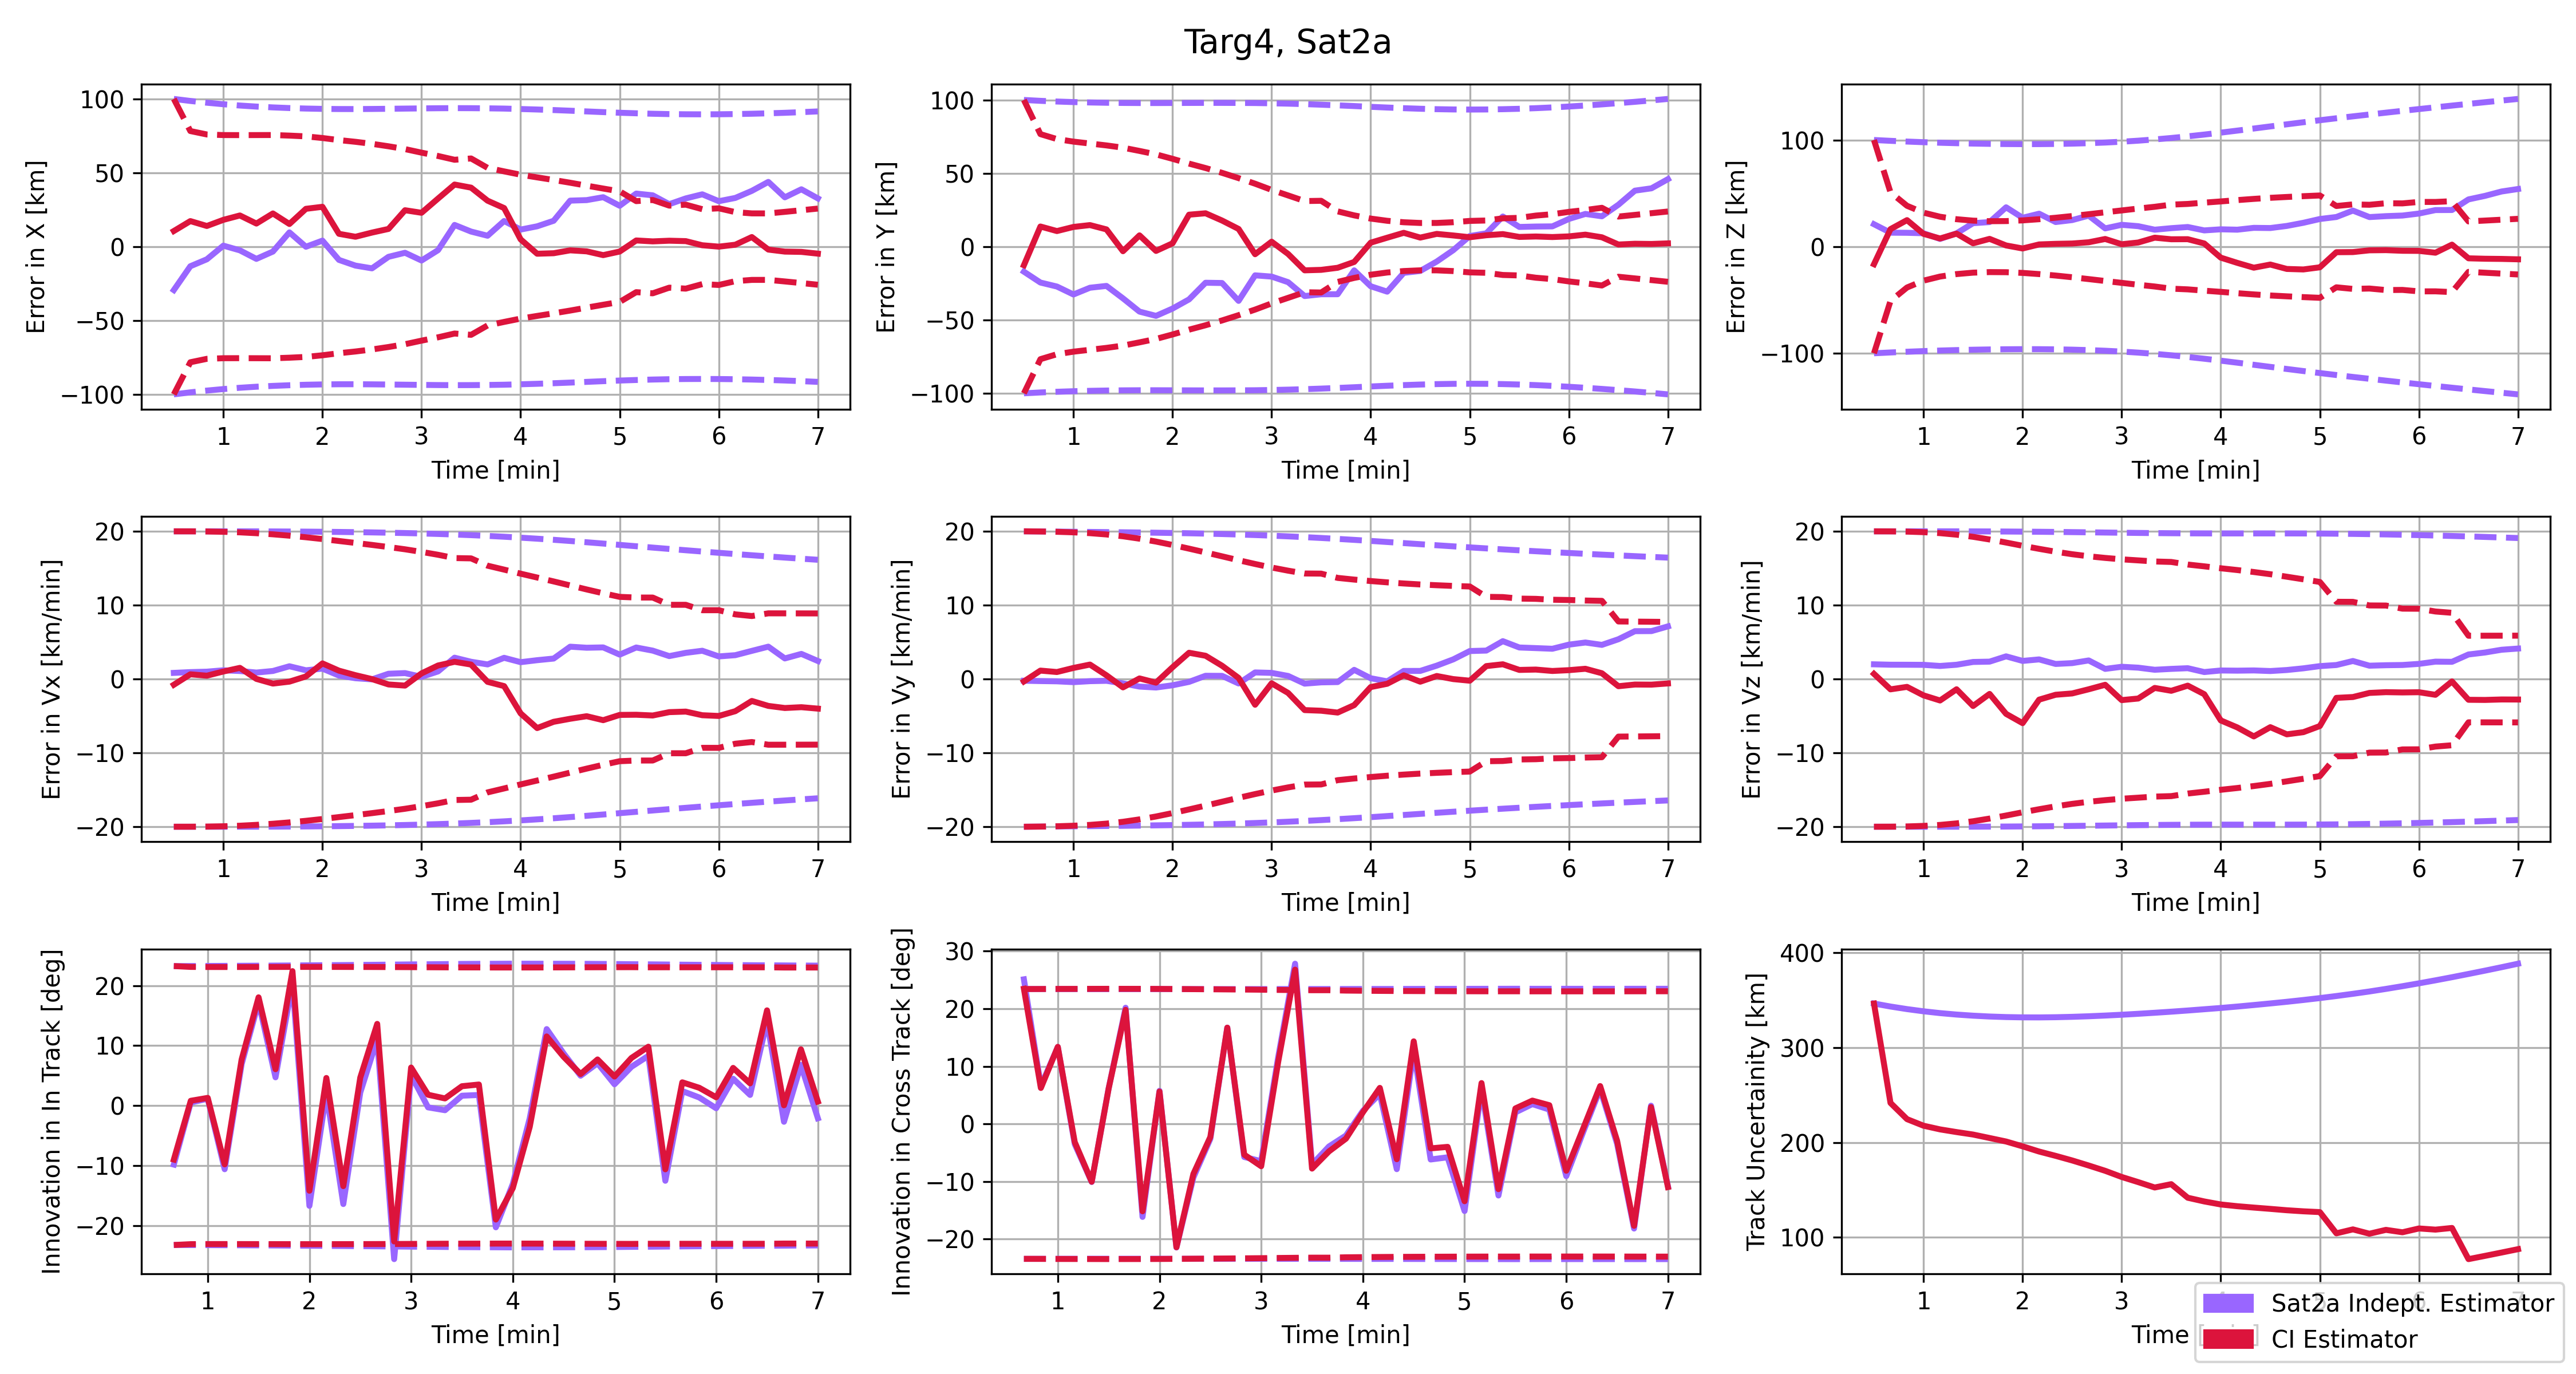 Targ4, Sat2a
Error in X [km]
100
50
0
−50
−100
1 2 3 4 5 6 7
Time [min]
Error in Y [km]
100
50
0
−50
−100
1 2 3 4 5 6 7
Time [min]
Error in Z [km]
100
0
−100
1 2 3 4 5 6 7
Time [min]
Error in Vx [km/min]
20
10
0
−10
−20
1 2 3 4 5 6 7
Time [min]
Error in Vy [km/min]
20
10
0
−10
−20
1 2 3 4 5 6 7
Time [min]
Error in Vz [km/min]
20
10
0
−10
−20
1 2 3 4 5 6 7
Time [min]
Innovation in In Track [deg]
20
10
0
−10
−20
1 2 3 4 5 6 7
Time [min]
Innovation in Cross Track [deg]
30
20
10
0
−10
−20
1 2 3 4 5 6 7
Time [min]
Track Uncertainity [km]
400
300
200
100
1 2 3
Time
Sat2a Indept. Estimator
CI Estimator